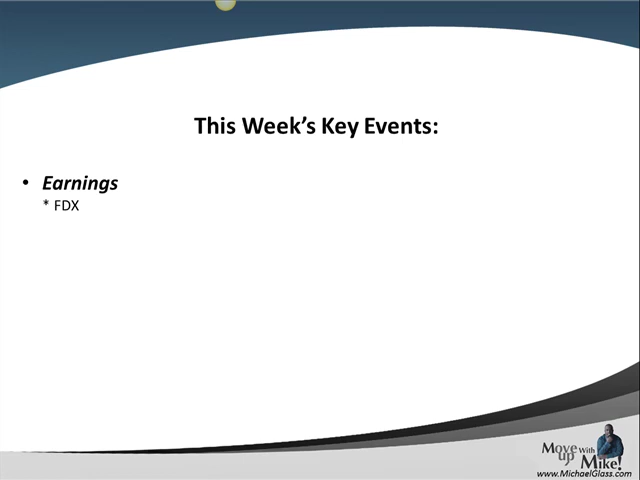 This Week's Key Events:
• Earnings
* FDX
Move up With Mike!
www.MichaelGlass.com